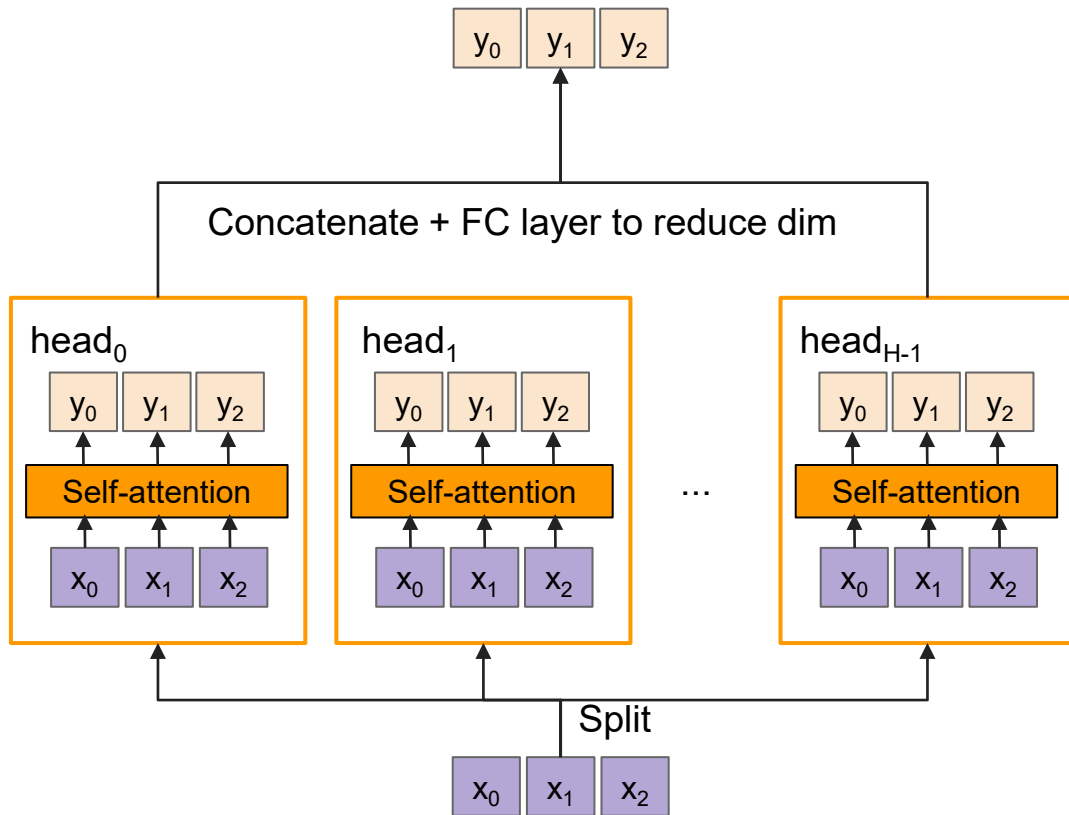 y₀ y₁ y₂
Concatenate + FC layer to reduce dim
head₀ head₁ head_H-1
y₀ y₁ y₂ y₀ y₁ y₂ y₀ y₁ y₂
Self-attention Self-attention ... Self-attention
x₀ x₁ x₂ x₀ x₁ x₂ x₀ x₁ x₂
Split
x₀ x₁ x₂